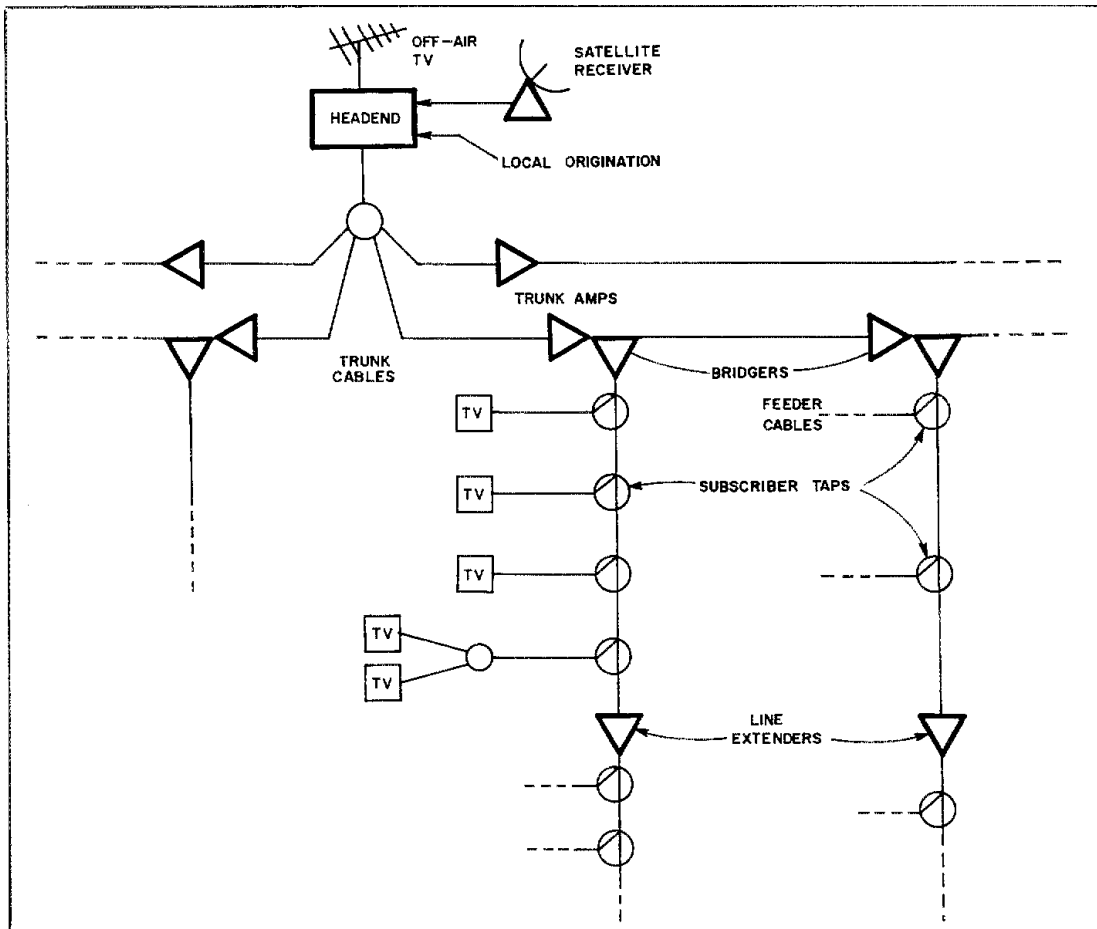 OFF-AIR
TV
SATELLITE
RECEIVER
HEADEND
LOCAL ORIGINATION
TRUNK AMPS
TRUNK
CABLES
BRIDGERS
TV
FEEDER
CABLES
TV
SUBSCRIBER TAPS
TV
TV
TV
LINE
EXTENDERS